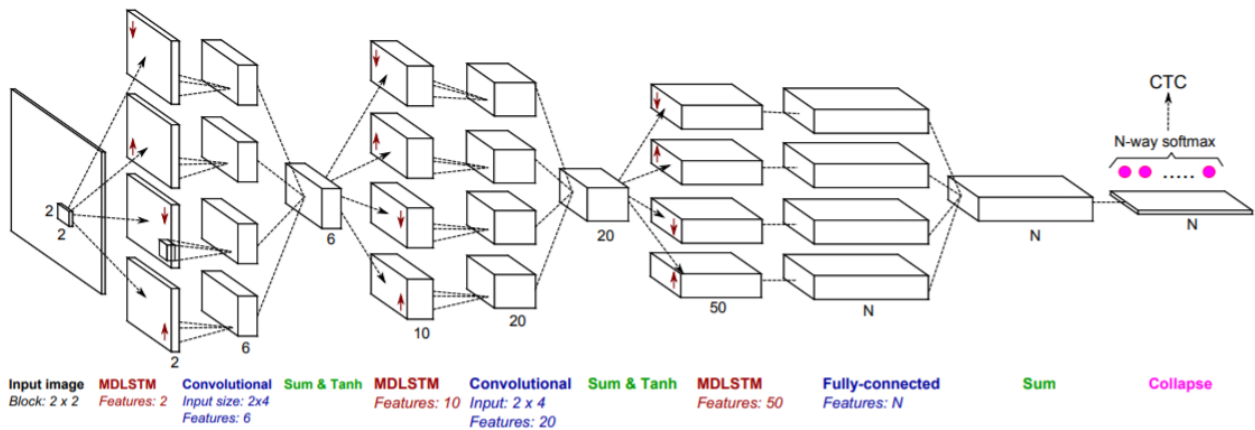 CTC
N-way softmax
.....
2
2
2
6
6
10
20
20
50
N
N
N
Input image
Block: 2 x 2
MDLSTM
Features: 2
Convolutional
Input size: 2x4
Features: 6
Sum & Tanh
MDLSTM
Features: 10
Convolutional
Input: 2 x 4
Features: 20
Sum & Tanh
MDLSTM
Features: 50
Fully-connected
Features: N
Sum
Collapse